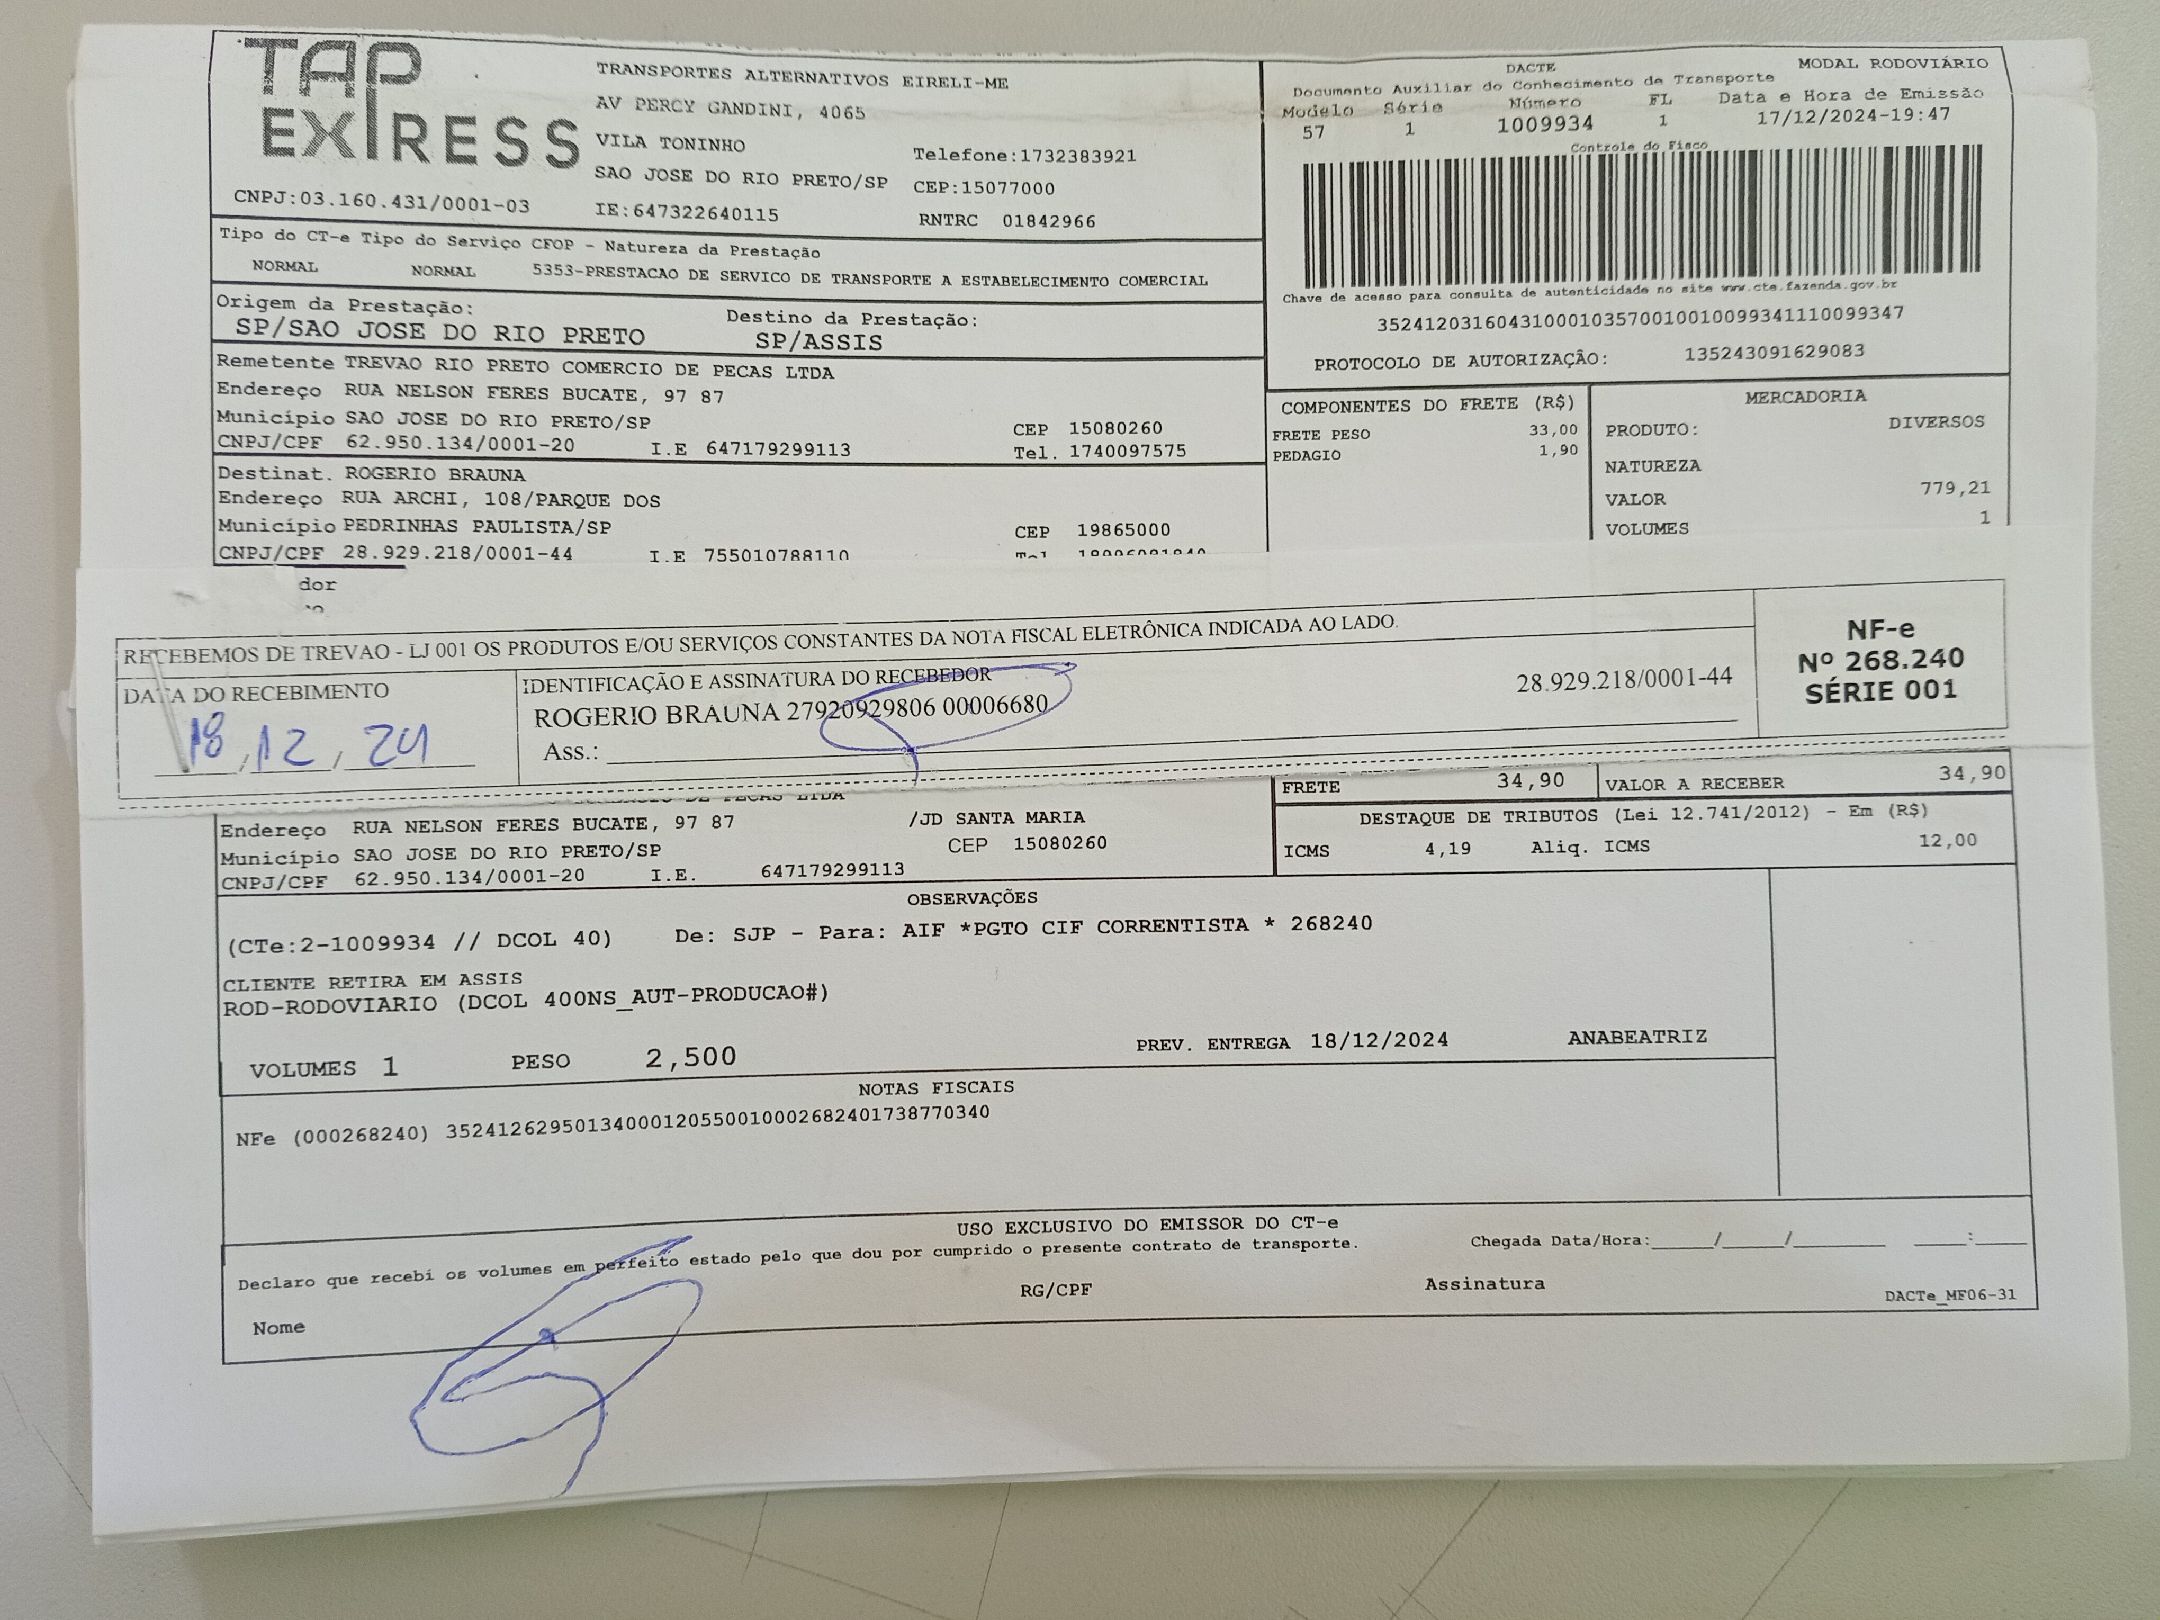 TAP EXPRESS
TRANSPORTES ALTERNATIVOS EIRELI-ME
AV PERCY GANDINI, 4065
VILA TONINHO
Telefone:1732383921
SAO JOSE DO RIO PRETO/SP CEP:15077000
CNPJ:03.160.431/0001-03 IE:647322640115 RNTRC 01842966
DACTE MODAL RODOVIÁRIO
Documento Auxiliar do Conhecimento de Transporte
Modelo Série Número FL Data e Hora de Emissão
57 1 1009934 1 17/12/2024-19:47
Controle do Fisco
Chave de acesso para consulta de autenticidade no site www.cte.fazenda.gov.br
35241203160431000103570010010099341110099347
PROTOCOLO DE AUTORIZAÇÃO: 135243091629083
Tipo do CT-e Tipo do Serviço CFOP - Natureza da Prestação
NORMAL NORMAL 5353-PRESTACAO DE SERVICO DE TRANSPORTE A ESTABELECIMENTO COMERCIAL
Origem da Prestação: Destino da Prestação:
SP/SAO JOSE DO RIO PRETO SP/ASSIS
Remetente TREVAO RIO PRETO COMERCIO DE PECAS LTDA
Endereço RUA NELSON FERES BUCATE, 97 87
Município SAO JOSE DO RIO PRETO/SP CEP 15080260
CNPJ/CPF 62.950.134/0001-20 I.E 647179299113 Tel. 1740097575
Destinat. ROGERIO BRAUNA
Endereço RUA ARCHI, 108/PARQUE DOS
Município PEDRINHAS PAULISTA/SP CEP 19865000
CNPJ/CPF 28.929.218/0001-44 I.E 755010788110
COMPONENTES DO FRETE (R$)
FRETE PESO 33,00
PEDAGIO 1,90
MERCADORIA
PRODUTO: DIVERSOS
NATUREZA
VALOR 779,21
VOLUMES 1
dor
RECEBEMOS DE TREVAO - LJ 001 OS PRODUTOS E/OU SERVIÇOS CONSTANTES DA NOTA FISCAL ELETRÔNICA INDICADA AO LADO.
DATA DO RECEBIMENTO
18,12,24
IDENTIFICAÇÃO E ASSINATURA DO RECEBEDOR
ROGERIO BRAUNA 27920929806 00006680 28.929.218/0001-44
Ass.:
NF-e
Nº 268.240
SÉRIE 001
FRETE 34,90 VALOR A RECEBER 34,90
Endereço RUA NELSON FERES BUCATE, 97 87 /JD SANTA MARIA
Município SAO JOSE DO RIO PRETO/SP CEP 15080260
CNPJ/CPF 62.950.134/0001-20 I.E. 647179299113
DESTAQUE DE TRIBUTOS (Lei 12.741/2012) - Em (R$)
ICMS 4,19 Aliq. ICMS 12,00
OBSERVAÇÕES
(CTe:2-1009934 // DCOL 40) De: SJP - Para: AIF *PGTO CIF CORRENTISTA * 268240
CLIENTE RETIRA EM ASSIS
ROD-RODOVIARIO (DCOL 400NS_AUT-PRODUCAO#)
VOLUMES 1 PESO 2,500 PREV. ENTREGA 18/12/2024 ANABEATRIZ
NOTAS FISCAIS
NFe (000268240) 35241262950134000120550010002682401738770340
USO EXCLUSIVO DO EMISSOR DO CT-e
Declaro que recebi os volumes em perfeito estado pelo que dou por cumprido o presente contrato de transporte. Chegada Data/Hora:_____/_____/________ _____:_____
Nome RG/CPF Assinatura
DACTe_MF06-31